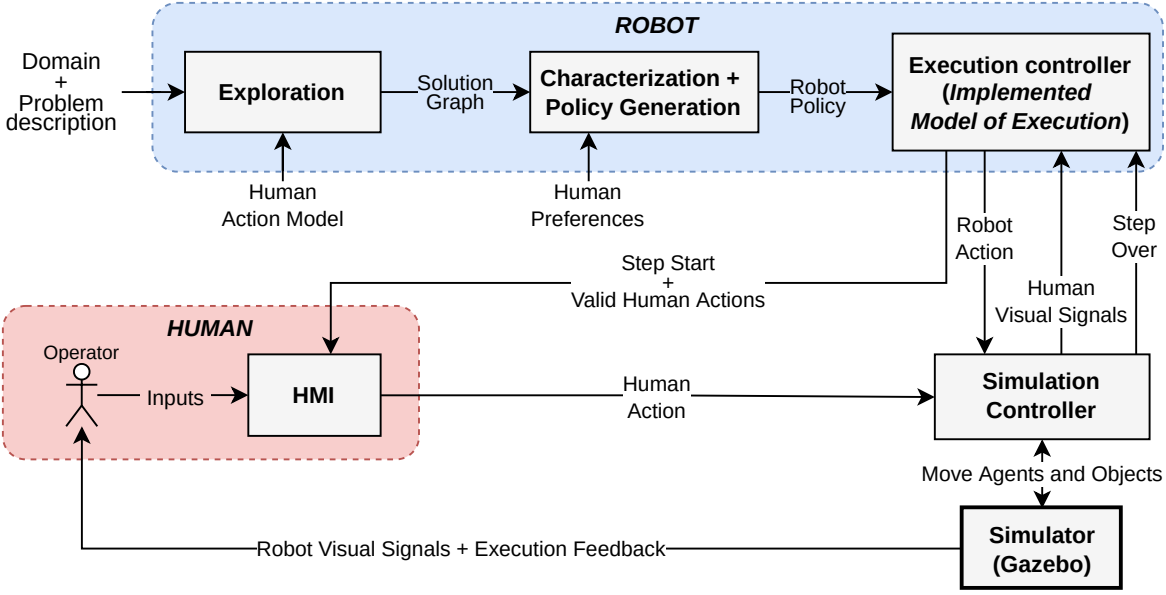 ROBOT
Domain
+
Problem
description
Exploration
Solution
Graph
Characterization +
Policy Generation
Robot
Policy
Execution controller
(Implemented
Model of Execution)
Human
Action Model
Human
Preferences
Robot
Action
Step
Over
Human
Visual Signals
Step Start
+
Valid Human Actions
HUMAN
Operator
Inputs
HMI
Human
Action
Simulation
Controller
Move Agents and Objects
Simulator
(Gazebo)
Robot Visual Signals + Execution Feedback